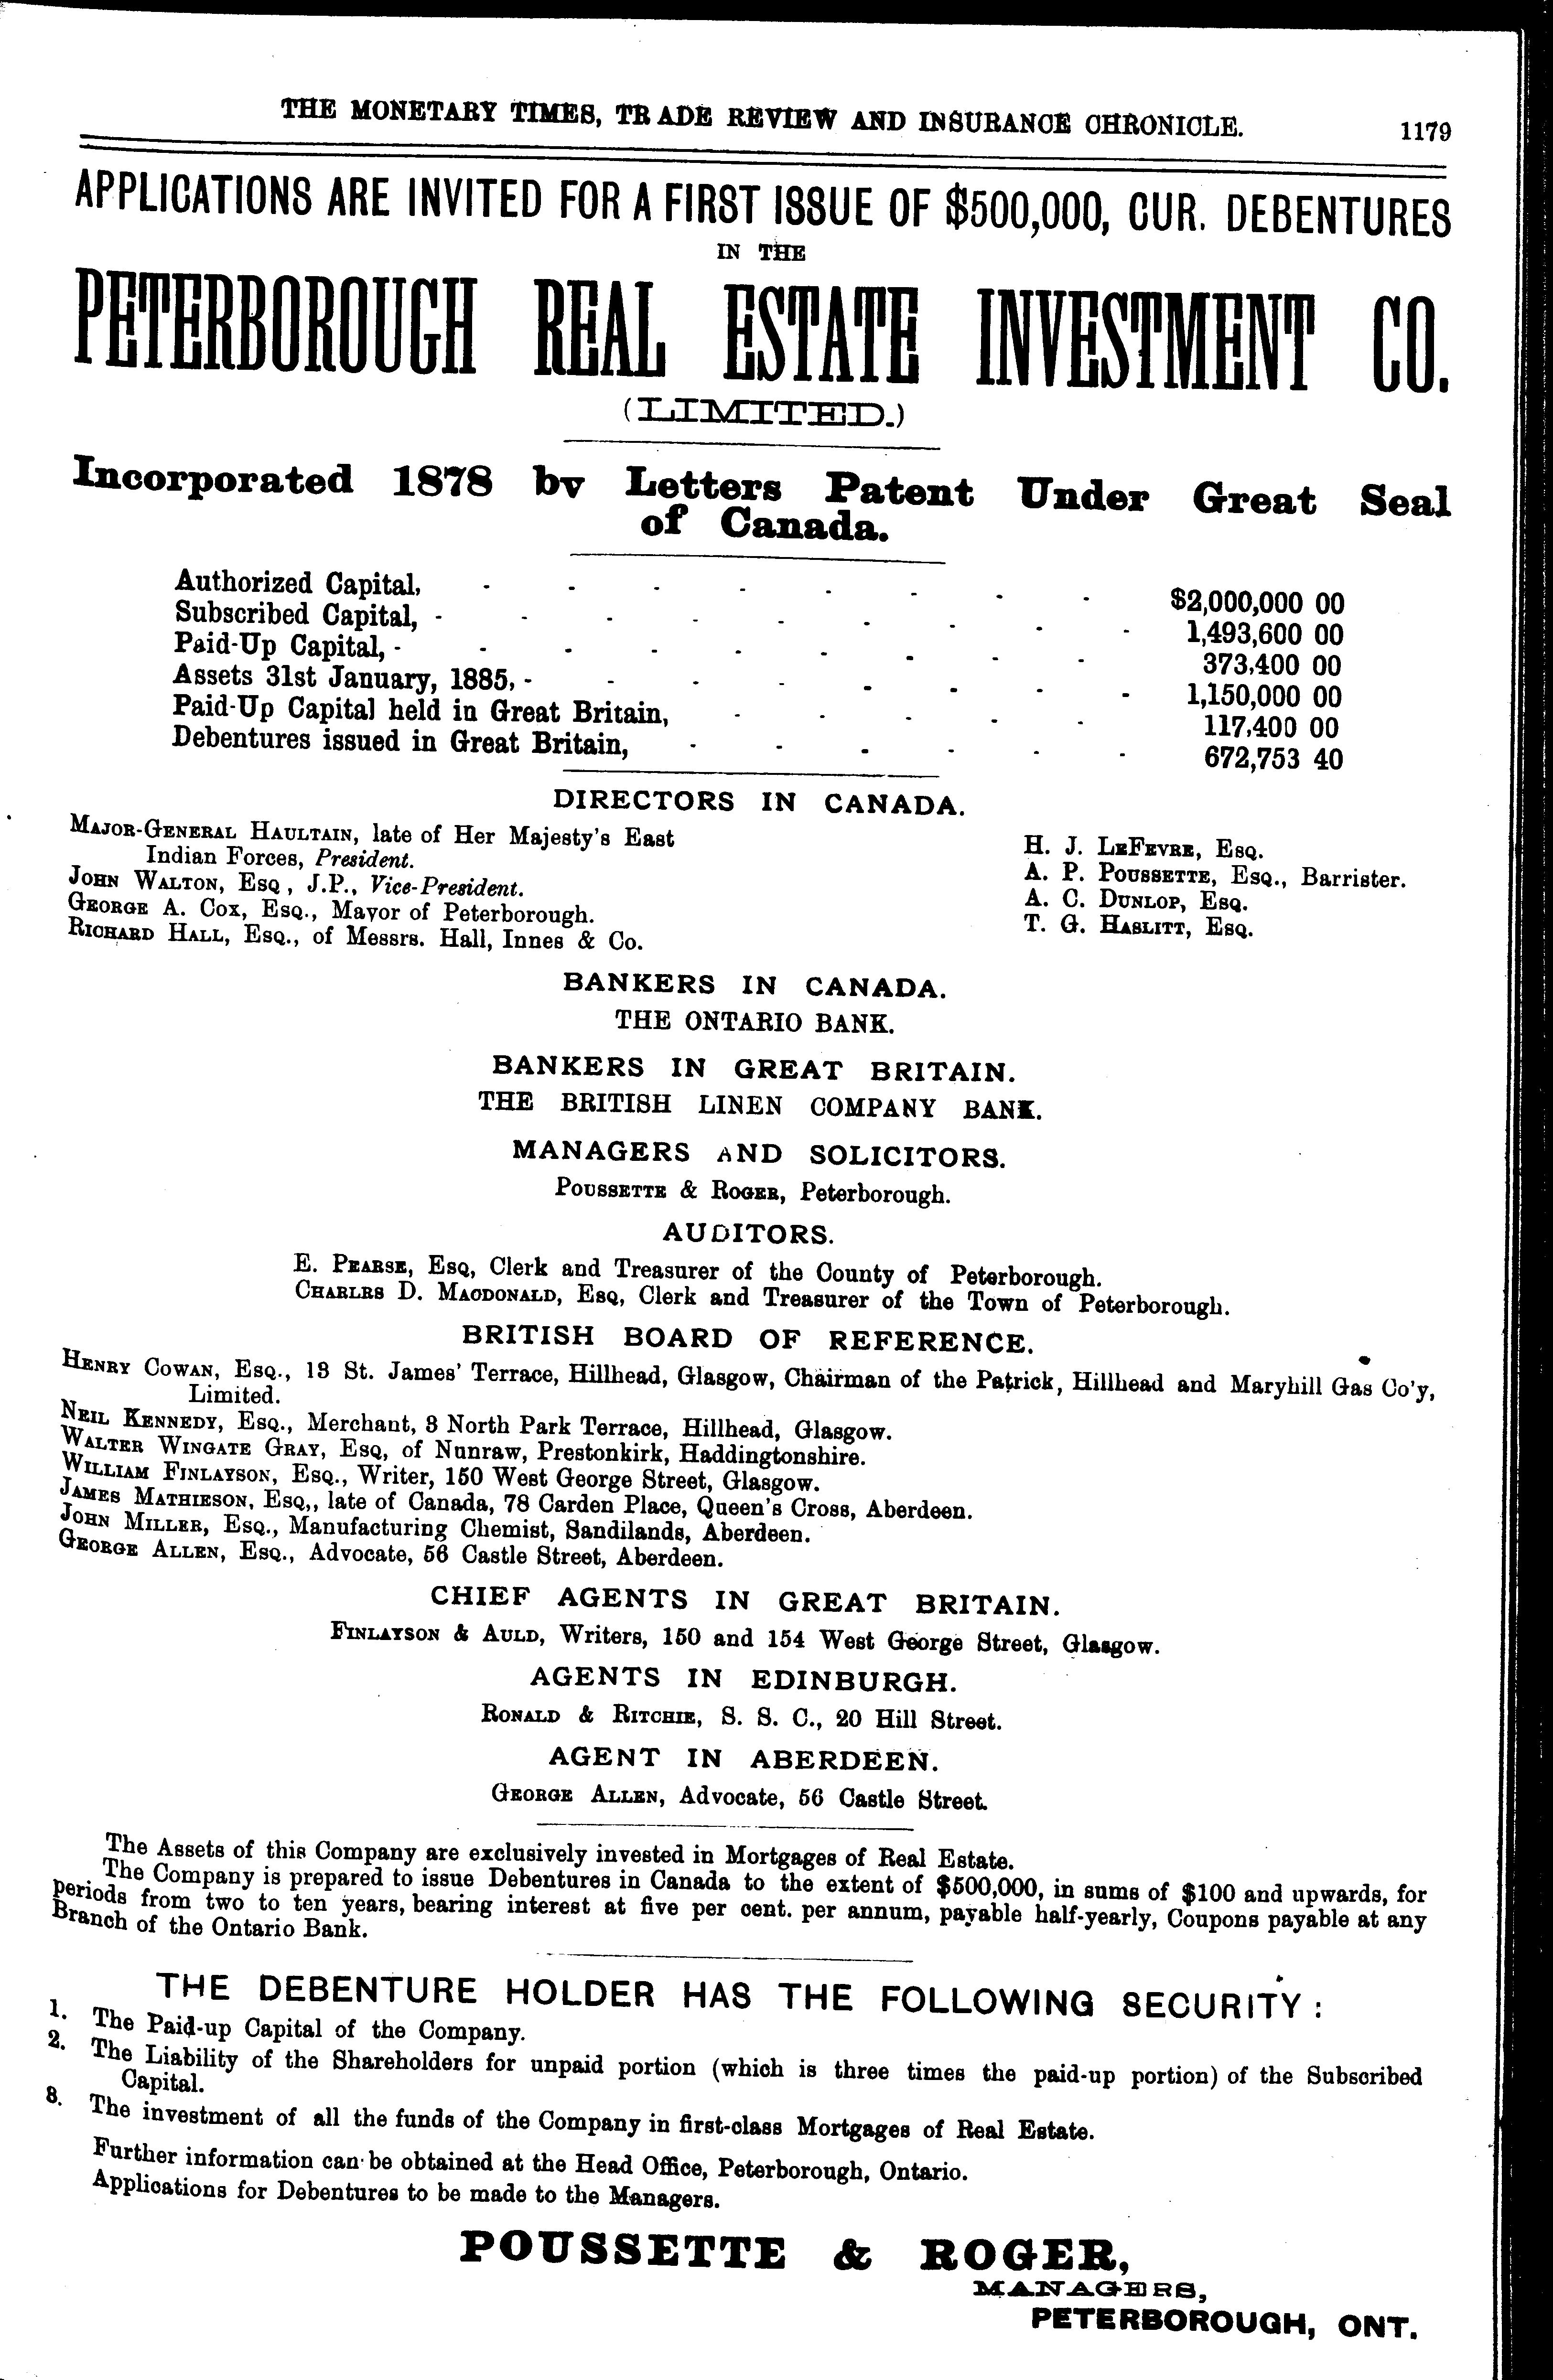 THE MONETARY TIMES, TRADE REVIEW AND INSURANCE CHRONICLE. 1179
APPLICATIONS ARE INVITED FOR A FIRST ISSUE OF $500,000, CUR. DEBENTURES
IN THE
PETERBOROUGH REAL ESTATE INVESTMENT CO.
(LIMITED.)
Incorporated 1878 by Letters Patent Under Great Seal
of Canada.
Authorized Capital, - - - - - - - - $2,000,000 00
Subscribed Capital, - - - - - - - - - 1,493,600 00
Paid-Up Capital, - - - - - - - - - 373,400 00
Assets 31st January, 1885, - - - - - - - - 1,150,000 00
Paid-Up Capital held in Great Britain, - - - - - 117,400 00
Debentures issued in Great Britain, - - - - - - 672,753 40
DIRECTORS IN CANADA.
MAJOR-GENERAL HAULTAIN, late of Her Majesty's East
Indian Forces, President.
JOHN WALTON, ESQ, J.P., Vice-President.
GEORGE A. COX, ESQ., Mayor of Peterborough.
RICHARD HALL, ESQ., of Messrs. Hall, Innes & Co.
H. J. LEFEVRE, ESQ.
A. P. POUSSETTE, ESQ., Barrister.
A. C. DUNLOP, ESQ.
T. G. HASLITT, ESQ.
BANKERS IN CANADA.
THE ONTARIO BANK.
BANKERS IN GREAT BRITAIN.
THE BRITISH LINEN COMPANY BANK.
MANAGERS AND SOLICITORS.
POUSSETTE & ROGER, Peterborough.
AUDITORS.
E. PEARSE, ESQ, Clerk and Treasurer of the County of Peterborough.
CHARLES D. MACDONALD, ESQ, Clerk and Treasurer of the Town of Peterborough.
BRITISH BOARD OF REFERENCE.
HENRY COWAN, ESQ., 13 St. James' Terrace, Hillhead, Glasgow, Chairman of the Patrick, Hillhead and Maryhill Gas Co'y,
Limited.
NEIL KENNEDY, ESQ., Merchant, 8 North Park Terrace, Hillhead, Glasgow.
WALTER WINGATE GRAY, ESQ, of Nunraw, Prestonkirk, Haddingtonshire.
WILLIAM FINLAYSON, ESQ., Writer, 150 West George Street, Glasgow.
JAMES MATHIESON, ESQ,, late of Canada, 78 Carden Place, Queen's Cross, Aberdeen.
JOHN MILLER, ESQ., Manufacturing Chemist, Sandilands, Aberdeen.
GEORGE ALLEN, ESQ., Advocate, 56 Castle Street, Aberdeen.
CHIEF AGENTS IN GREAT BRITAIN.
FINLAYSON & AULD, Writers, 150 and 154 West George Street, Glasgow.
AGENTS IN EDINBURGH.
RONALD & RITCHIE, S. S. C., 20 Hill Street.
AGENT IN ABERDEEN.
GEORGE ALLEN, Advocate, 56 Castle Street.
The Assets of this Company are exclusively invested in Mortgages of Real Estate.
The Company is prepared to issue Debentures in Canada to the extent of $500,000, in sums of $100 and upwards, for
periods from two to ten years, bearing interest at five per cent. per annum, payable half-yearly, Coupons payable at any
Branch of the Ontario Bank.
THE DEBENTURE HOLDER HAS THE FOLLOWING SECURITY:
1. The Paid-up Capital of the Company.
2. The Liability of the Shareholders for unpaid portion (which is three times the paid-up portion) of the Subscribed
Capital.
3. The investment of all the funds of the Company in first-class Mortgages of Real Estate.
Further information can be obtained at the Head Office, Peterborough, Ontario.
Applications for Debentures to be made to the Managers.
POUSSETTE & ROGER,
MANAGERS,
PETERBOROUGH, ONT.